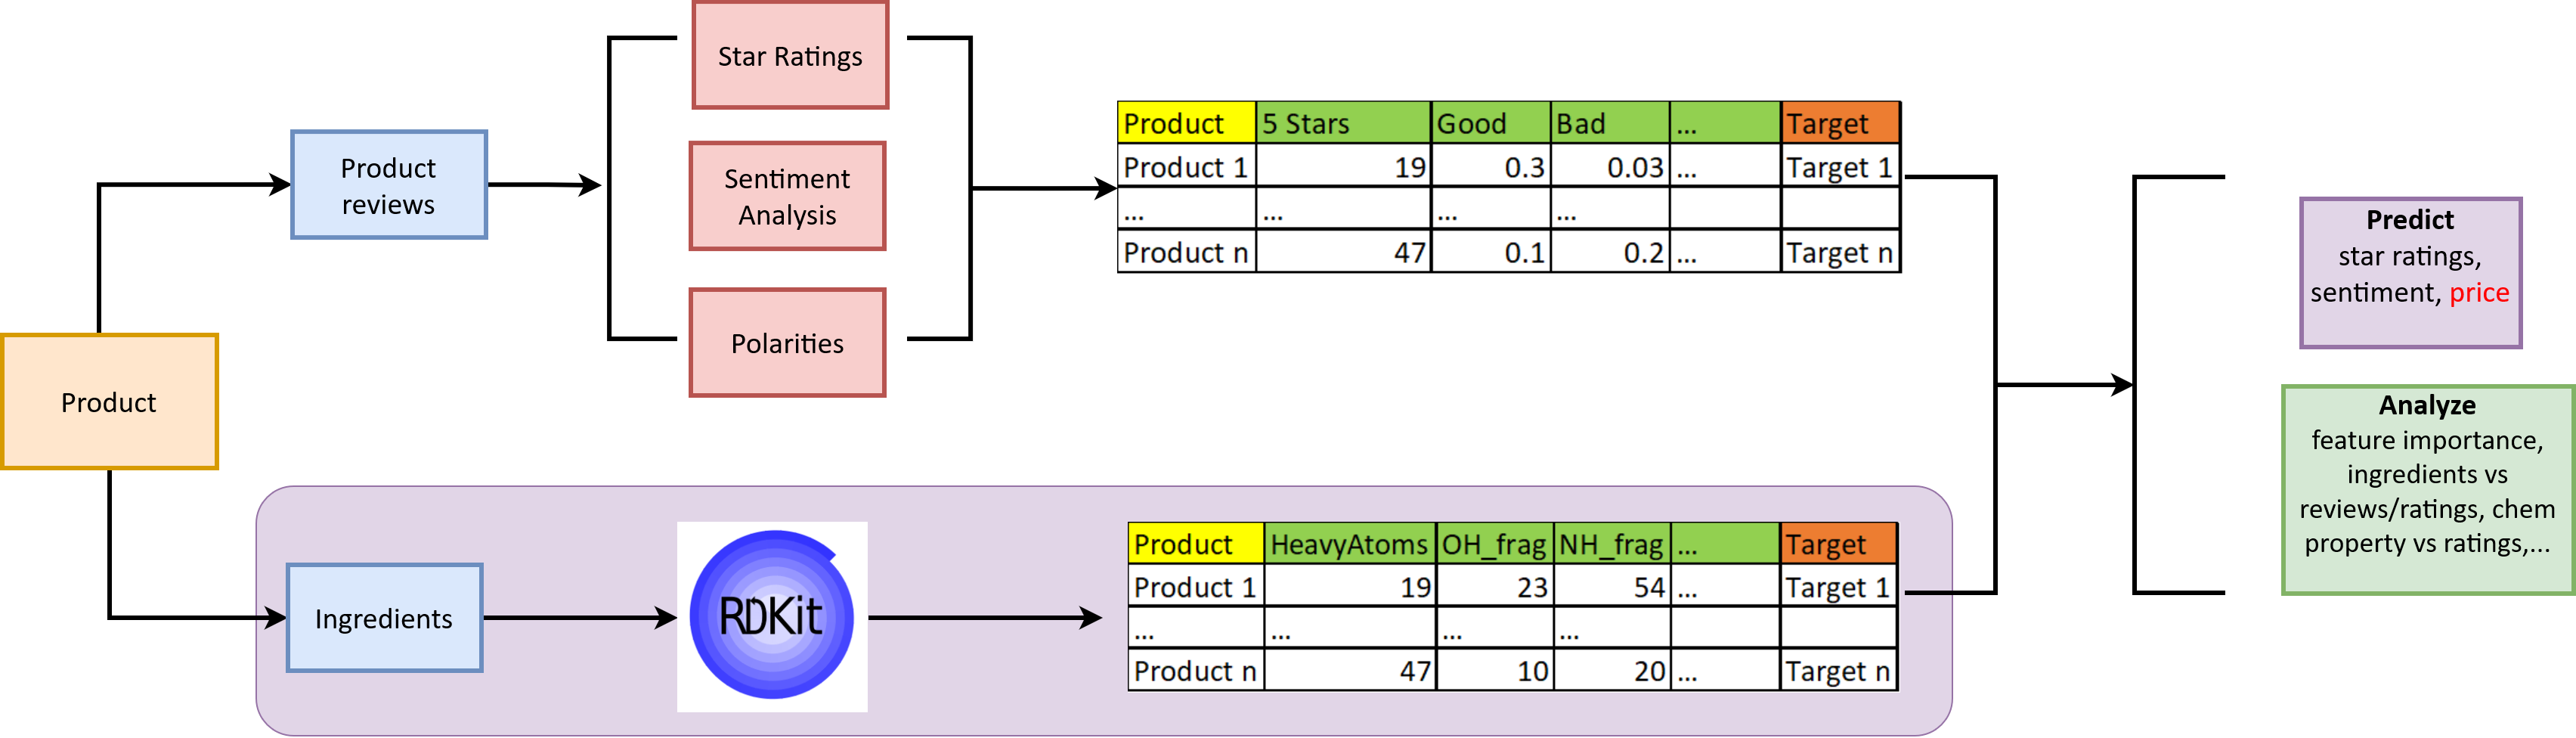 Product
Product
reviews
Star Ratings
Sentiment
Analysis
Polarities
Product 5 Stars Good Bad ... Target
Product 1 19 0.3 0.03 ... Target 1
... ... ... ...
Product n 47 0.1 0.2 ... Target n
Ingredients
RDKit
Product HeavyAtoms OH_frag NH_frag ... Target
Product 1 19 23 54 ... Target 1
... ... ... ...
Product n 47 10 20 ... Target n
Predict
star ratings,
sentiment, price
Analyze
feature importance,
ingredients vs
reviews/ratings, chem
property vs ratings,...